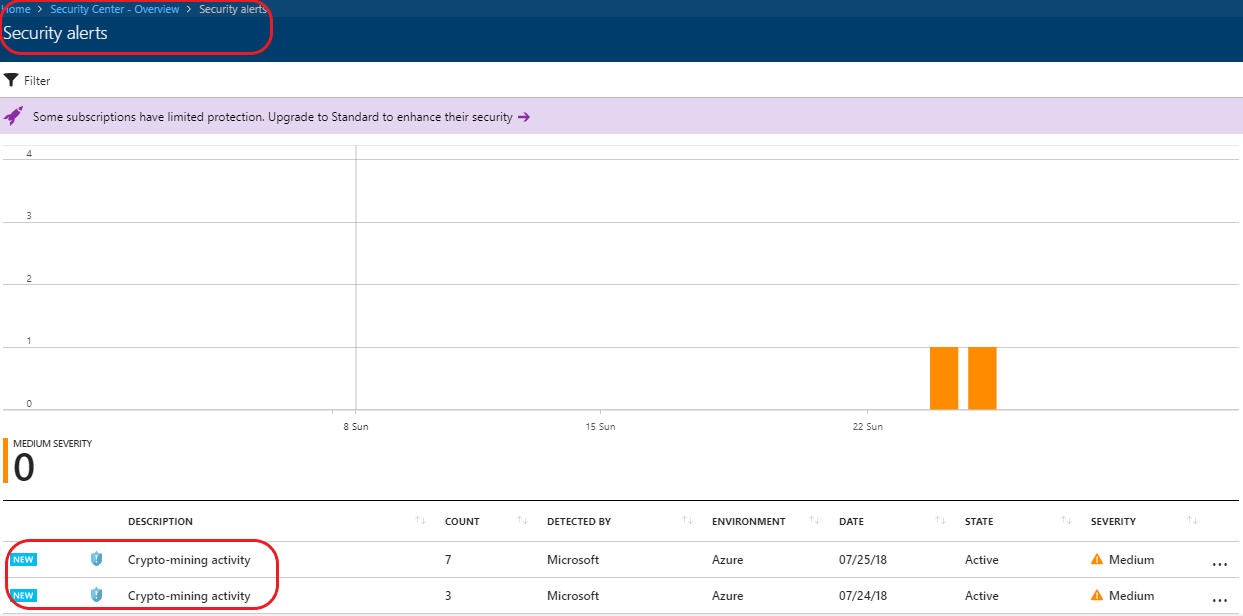 Home > Security Center - Overview > Security alerts
Security alerts
Filter
Some subscriptions have limited protection. Upgrade to Standard to enhance their security →
4
3
2
1
0
8 Sun 15 Sun 22 Sun
MEDIUM SEVERITY
0
DESCRIPTION COUNT DETECTED BY ENVIRONMENT DATE STATE SEVERITY
NEW Crypto-mining activity 7 Microsoft Azure 07/25/18 Active Medium ...
NEW Crypto-mining activity 3 Microsoft Azure 07/24/18 Active Medium ...